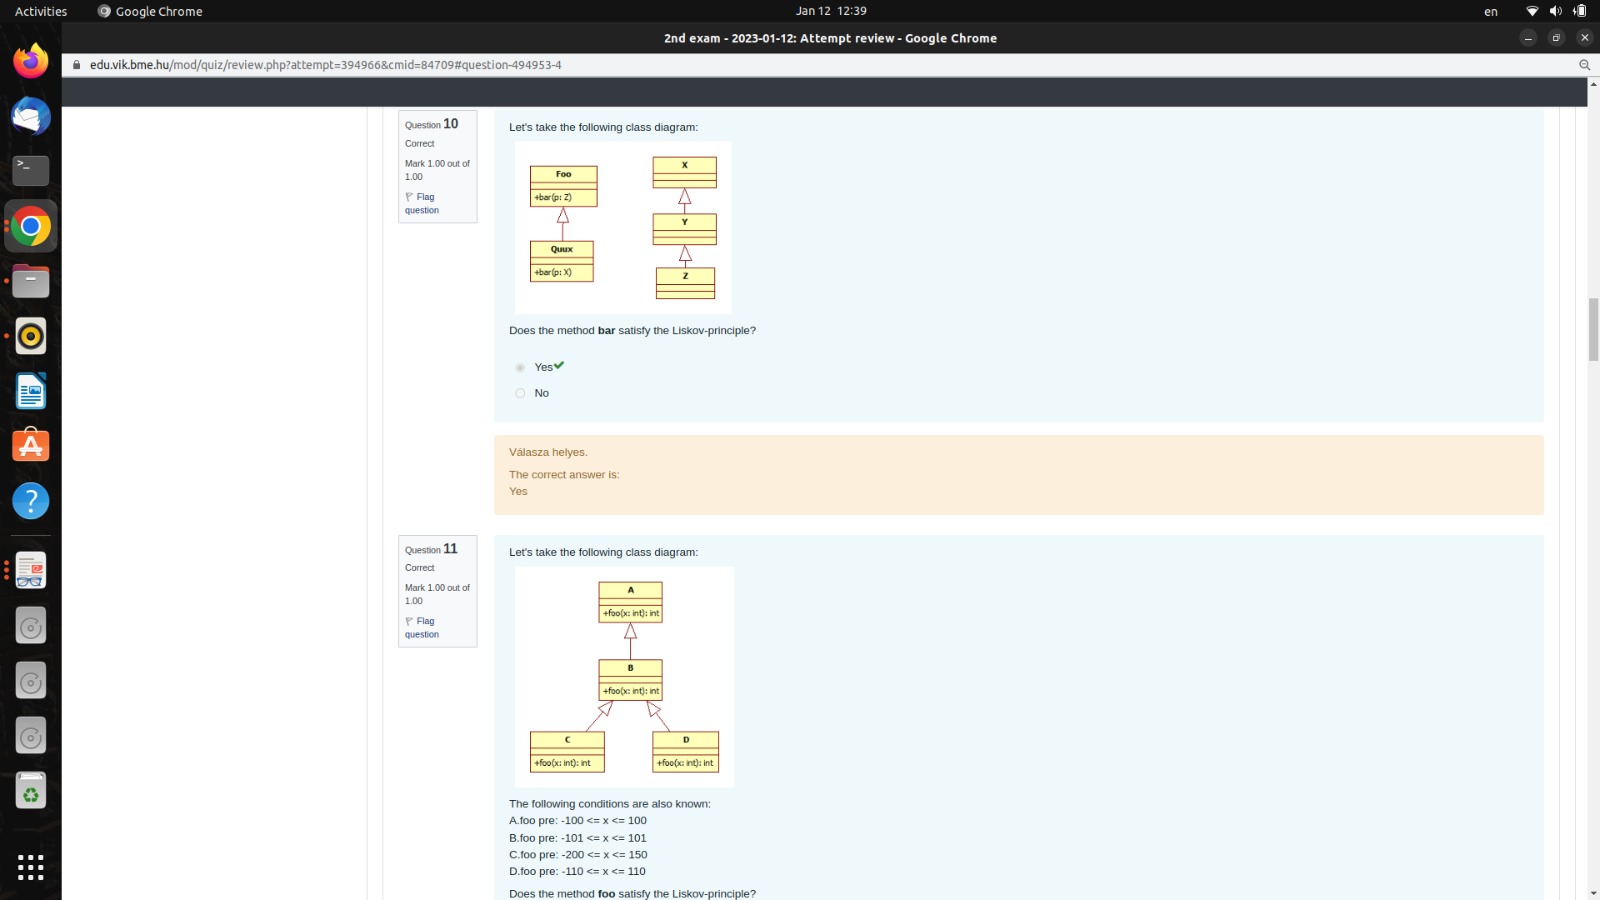 Activities
Google Chrome
Jan 12 12:39
en
2nd exam - 2023-01-12: Attempt review - Google Chrome
edu.vik.bme.hu/mod/quiz/review.php?attempt=394966&cmid=84709#question-494953-4
Question 10
Correct
Mark 1.00 out of
1.00
Flag
question
Let's take the following class diagram:
Foo
+bar(p: Z)
Quux
+bar(p: X)
X
Y
Z
Does the method bar satisfy the Liskov-principle?
Yes
No
Válasza helyes.
The correct answer is:
Yes
Question 11
Correct
Mark 1.00 out of
1.00
Flag
question
Let's take the following class diagram:
A
+foo(x: int): int
B
+foo(x: int): int
C
+foo(x: int): int
D
+foo(x: int): int
The following conditions are also known:
A.foo pre: -100 <= x <= 100
B.foo pre: -101 <= x <= 101
C.foo pre: -200 <= x <= 150
D.foo pre: -110 <= x <= 110
Does the method foo satisfy the Liskov-principle?